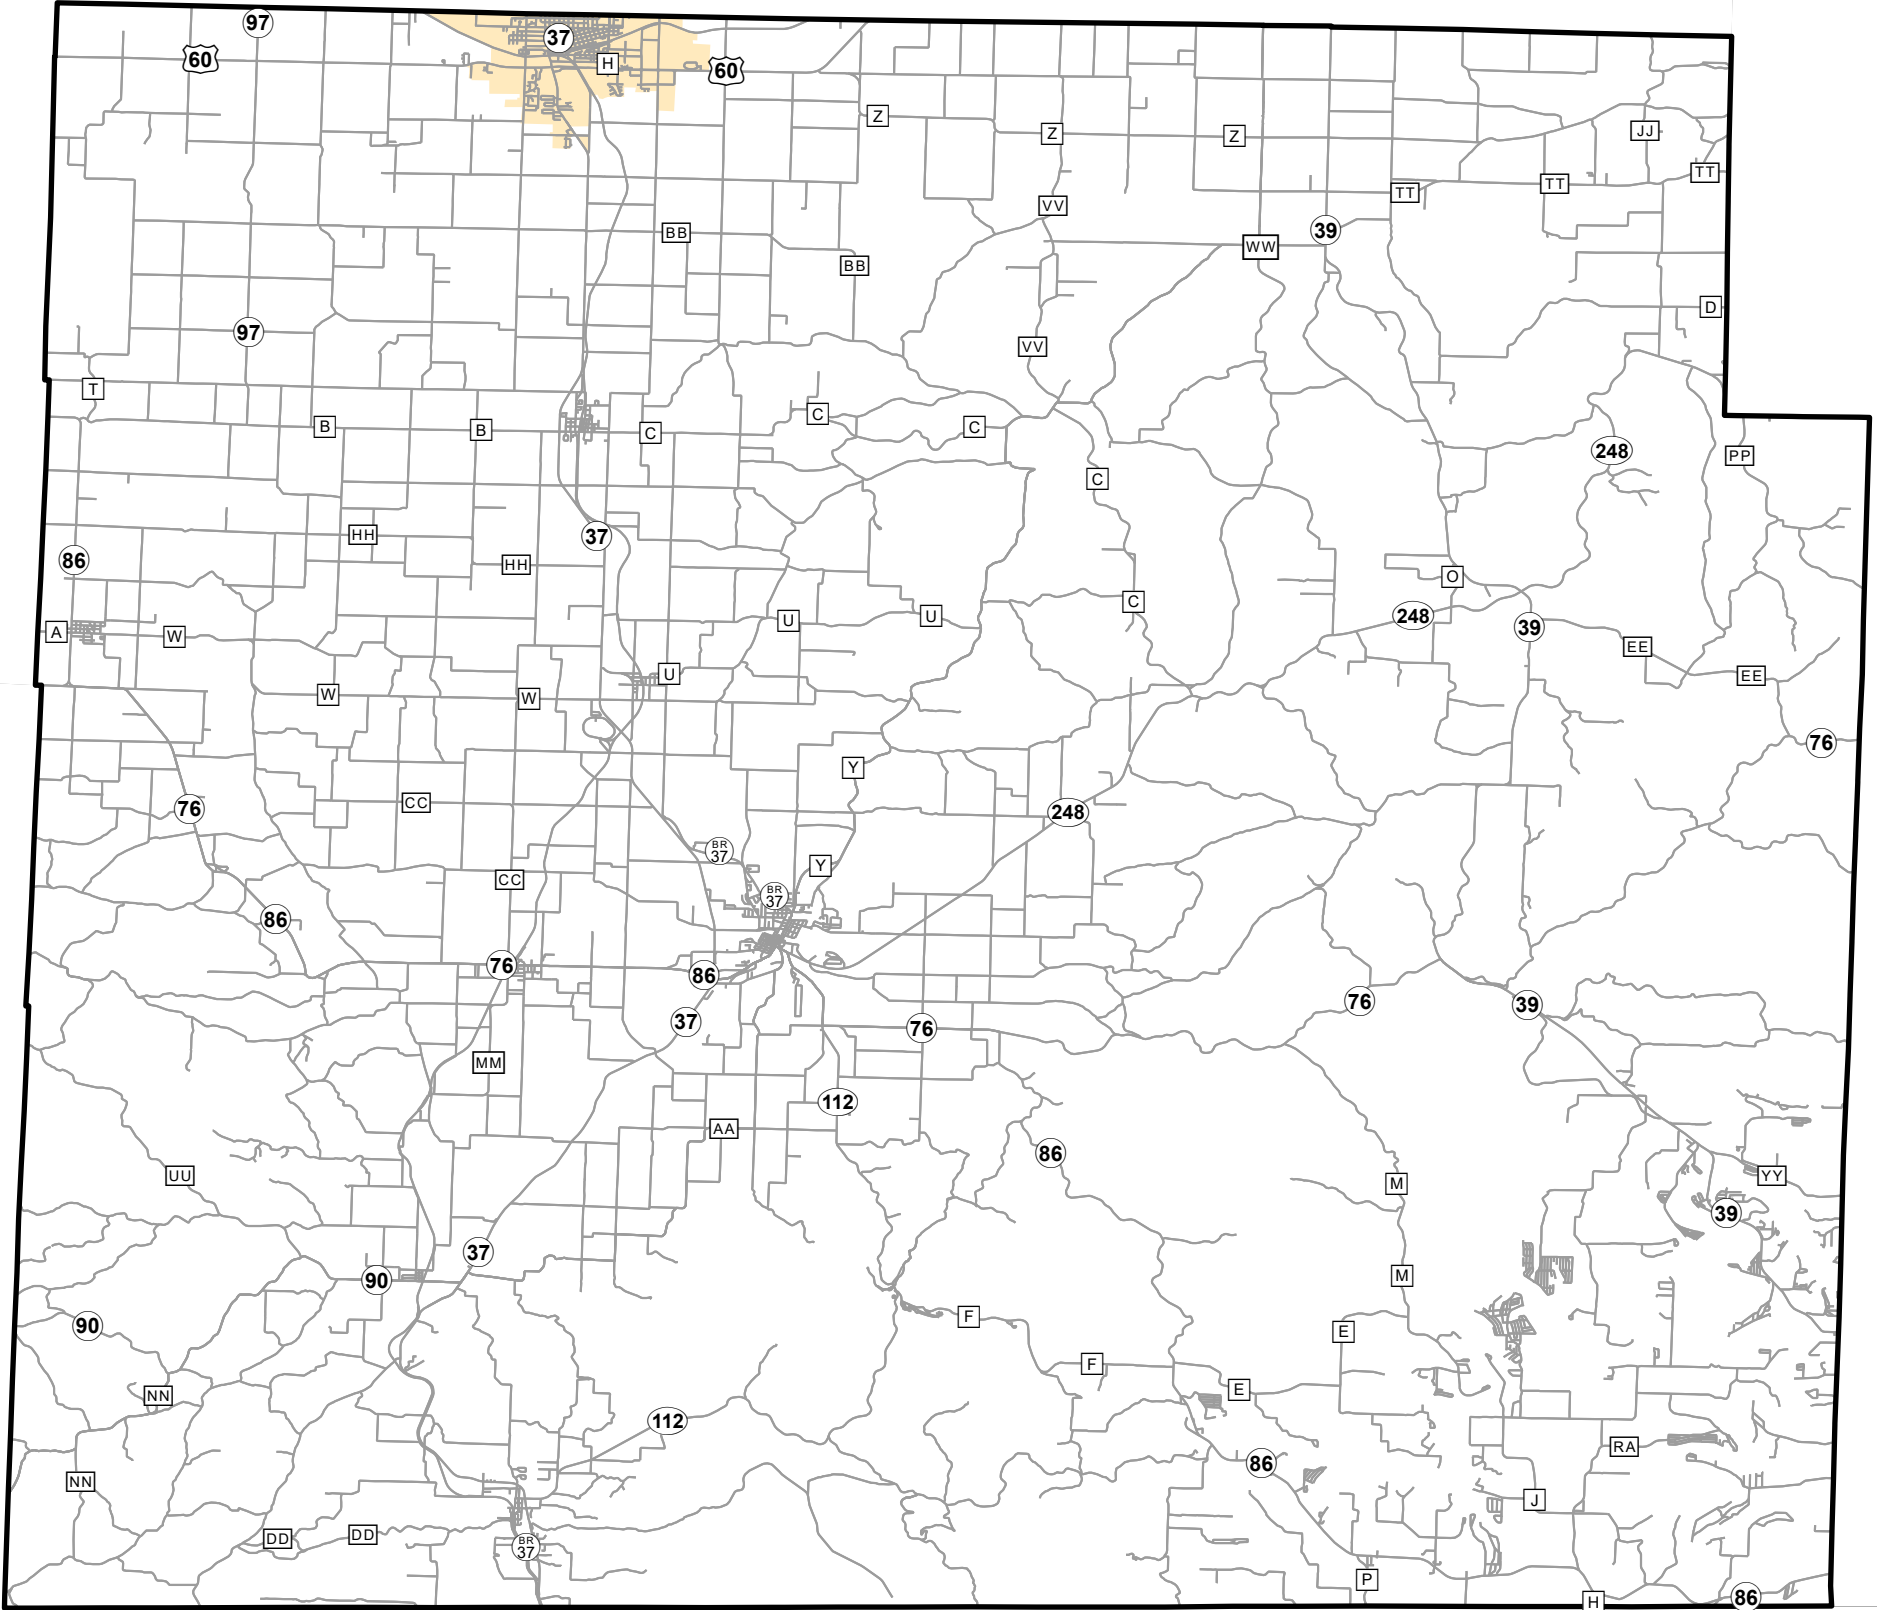 97
37
60
H
60
Z
Z
Z
JJ
TT
TT
TT
VV
39
BB
WW
BB
D
97
VV
T
C
B
B
C
C
248
PP
C
HH
37
86
HH
O
C
248
U
U
39
A
W
EE
U
EE
W
W
76
Y
CC
76
248
BR
37
Y
CC
BR
37
86
76
86
76
39
37
76
MM
112
AA
86
UU
M
YY
39
37
M
90
F
90
E
F
E
NN
112
RA
86
NN
J
DD
DD
BR
37
P
86
H